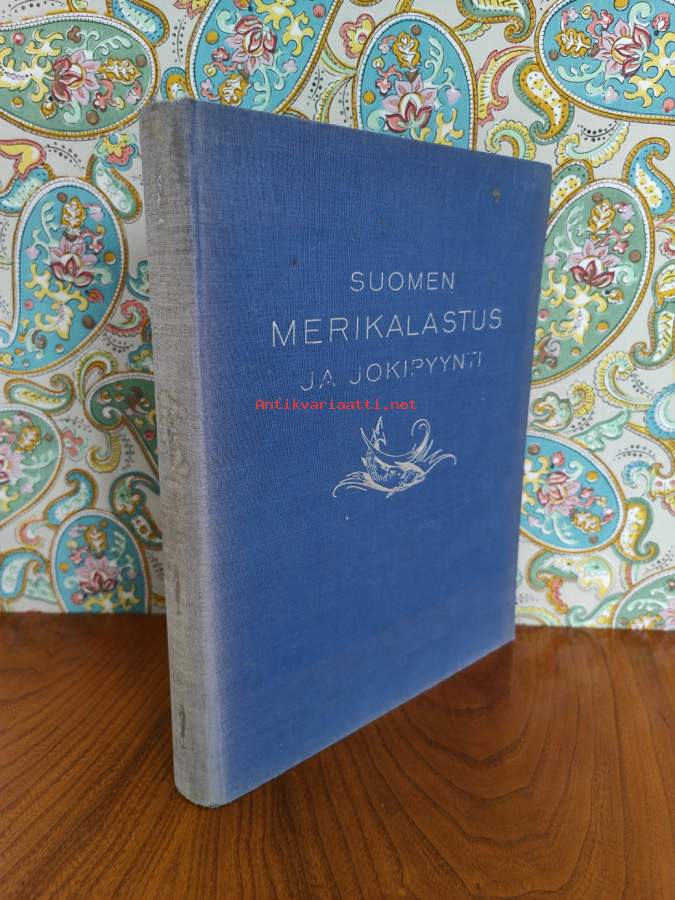 SUOMEN
MERIKALASTUS
JA JOKIPYYNTI
Antikvariaatti.net